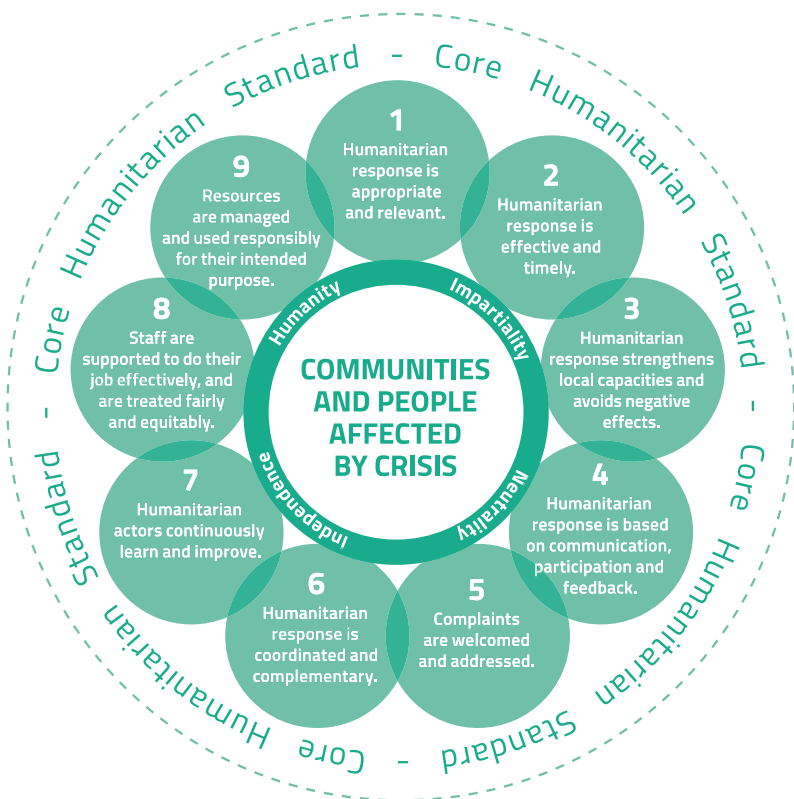 Core Humanitarian Standard - Core Humanitarian Standard - Core Humanitarian Standard - Core Humanitarian Standard -
1
Humanitarian
response is
appropriate
and relevant.
2
Humanitarian
response is
effective and
timely.
3
Humanitarian
response strengthens
local capacities and
avoids negative
effects.
4
Humanitarian
response is based
on communication,
participation and
feedback.
5
Complaints
are welcomed
and addressed.
6
Humanitarian
response is
coordinated and
complementary.
7
Humanitarian
actors continuously
learn and improve.
8
Staff are
supported to do their
job effectively, and
are treated fairly
and equitably.
9
Resources
are managed
and used responsibly
for their intended
purpose.
Humanity
Impartiality
Neutrality
Independence
COMMUNITIES
AND PEOPLE
AFFECTED
BY CRISIS